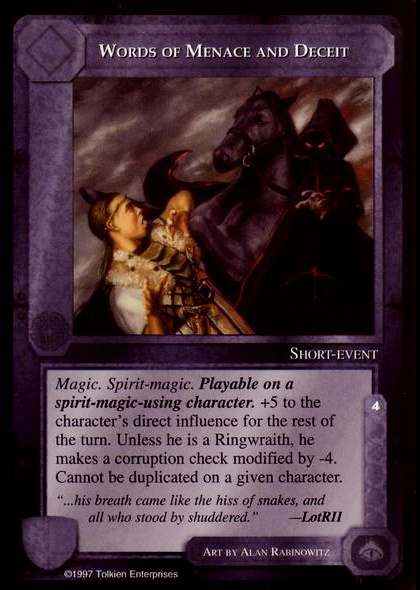 WORDS OF MENACE AND DECEIT
SHORT-EVENT
Magic. Spirit-magic. Playable on a
spirit-magic-using character. +5 to the
character's direct influence for the rest of
the turn. Unless he is a Ringwraith, he
makes a corruption check modified by -4.
Cannot be duplicated on a given character.
4
"...his breath came like the hiss of snakes, and
all who stood by shuddered." —LotRII
ART BY ALAN RABINOWITZ
©1997 Tolkien Enterprises